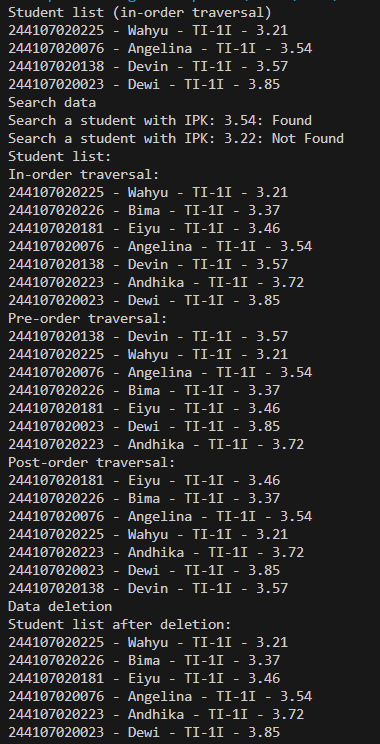 Student list (in-order traversal)
244107020225 - Wahyu - TI-1I - 3.21
244107020076 - Angelina - TI-1I - 3.54
244107020138 - Devin - TI-1I - 3.57
244107020023 - Dewi - TI-1I - 3.85
Search data
Search a student with IPK: 3.54: Found
Search a student with IPK: 3.22: Not Found
Student list:
In-order traversal:
244107020225 - Wahyu - TI-1I - 3.21
244107020226 - Bima - TI-1I - 3.37
244107020181 - Eiyu - TI-1I - 3.46
244107020076 - Angelina - TI-1I - 3.54
244107020138 - Devin - TI-1I - 3.57
244107020223 - Andhika - TI-1I - 3.72
244107020023 - Dewi - TI-1I - 3.85
Pre-order traversal:
244107020138 - Devin - TI-1I - 3.57
244107020225 - Wahyu - TI-1I - 3.21
244107020076 - Angelina - TI-1I - 3.54
244107020226 - Bima - TI-1I - 3.37
244107020181 - Eiyu - TI-1I - 3.46
244107020023 - Dewi - TI-1I - 3.85
244107020223 - Andhika - TI-1I - 3.72
Post-order traversal:
244107020181 - Eiyu - TI-1I - 3.46
244107020226 - Bima - TI-1I - 3.37
244107020076 - Angelina - TI-1I - 3.54
244107020225 - Wahyu - TI-1I - 3.21
244107020223 - Andhika - TI-1I - 3.72
244107020023 - Dewi - TI-1I - 3.85
244107020138 - Devin - TI-1I - 3.57
Data deletion
Student list after deletion:
244107020225 - Wahyu - TI-1I - 3.21
244107020226 - Bima - TI-1I - 3.37
244107020181 - Eiyu - TI-1I - 3.46
244107020076 - Angelina - TI-1I - 3.54
244107020223 - Andhika - TI-1I - 3.72
244107020023 - Dewi - TI-1I - 3.85